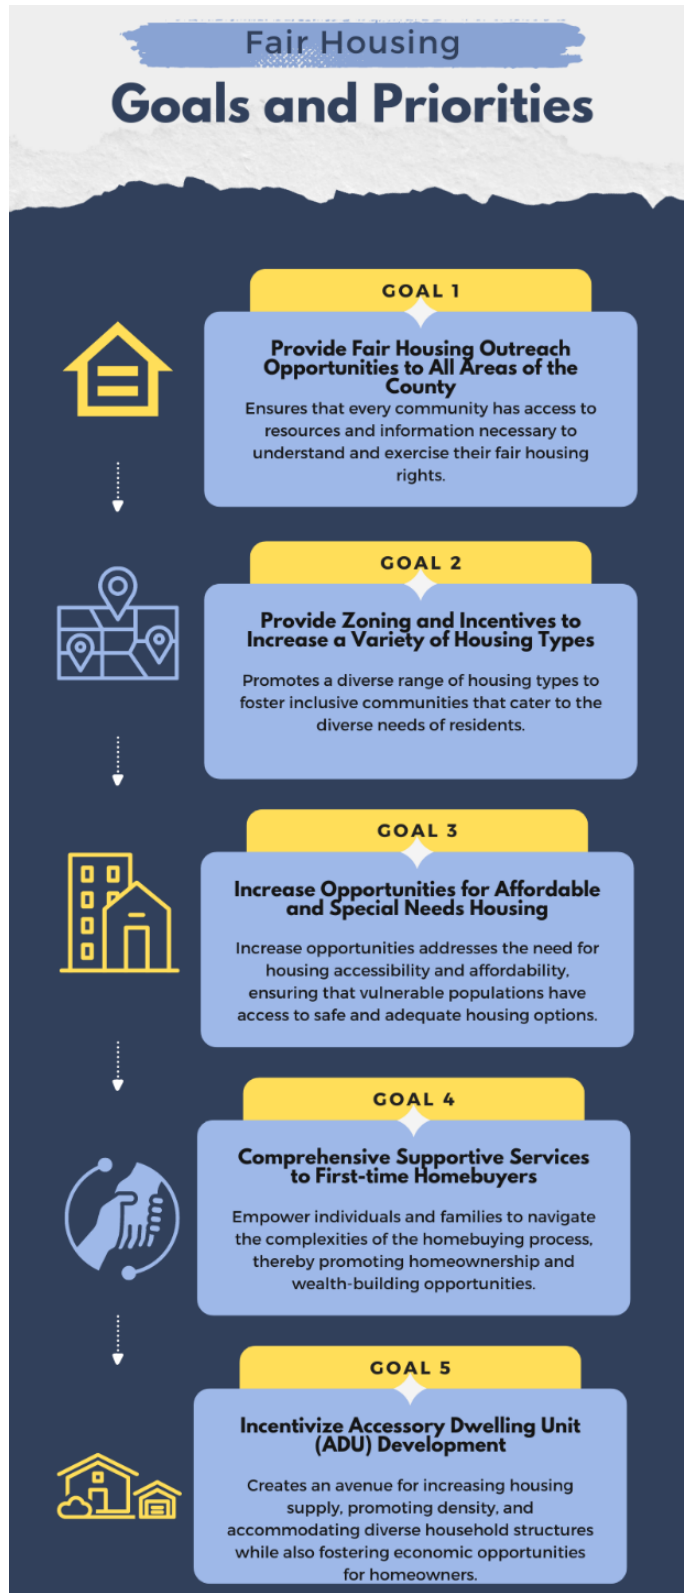 Fair Housing
Goals and Priorities
GOAL 1
Provide Fair Housing Outreach
Opportunities to All Areas of the
County
Ensures that every community has access to
resources and information necessary to
understand and exercise their fair housing
rights.
GOAL 2
Provide Zoning and Incentives to
Increase a Variety of Housing Types
Promotes a diverse range of housing types to
foster inclusive communities that cater to the
diverse needs of residents.
GOAL 3
Increase Opportunities for Affordable
and Special Needs Housing
Increase opportunities addresses the need for
housing accessibility and affordability,
ensuring that vulnerable populations have
access to safe and adequate housing options.
GOAL 4
Comprehensive Supportive Services
to First-time Homebuyers
Empower individuals and families to navigate
the complexities of the homebuying process,
thereby promoting homeownership and
wealth-building opportunities.
GOAL 5
Incentivize Accessory Dwelling Unit
(ADU) Development
Creates an avenue for increasing housing
supply, promoting density, and
accommodating diverse household structures
while also fostering economic opportunities
for homeowners.